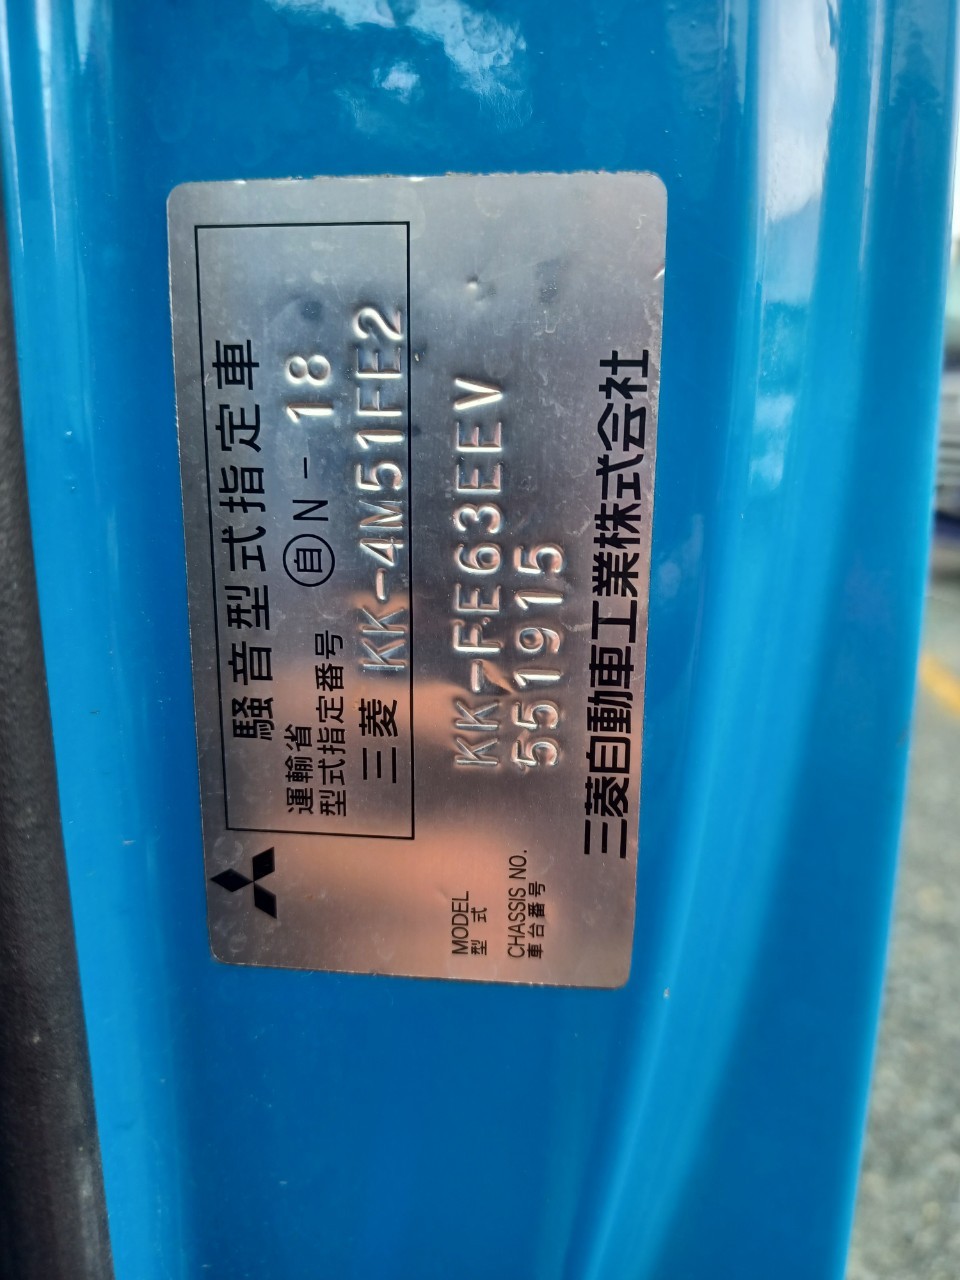 騒音型式指定車
運輸省
型式指定番号 自 N - 18
三菱 KK-4M51FE2
MODEL
型式 KK-FE63EEV
CHASSIS NO.
車台番号 551915
三菱自動車工業株式会社